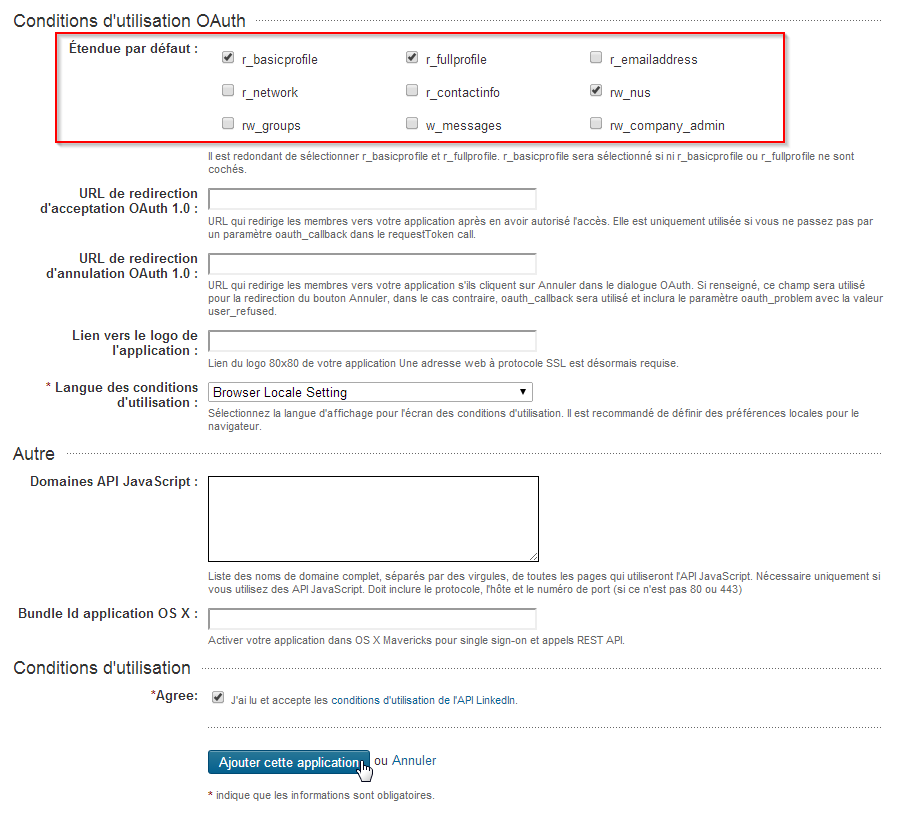 Conditions d'utilisation OAuth
Étendue par défaut :
r_basicprofile r_fullprofile r_emailaddress
r_network r_contactinfo rw_nus
rw_groups w_messages rw_company_admin
Il est redondant de sélectionner r_basicprofile et r_fullprofile. r_basicprofile sera sélectionné si ni r_basicprofile ou r_fullprofile ne sont
cochés.
URL de redirection
d'acceptation OAuth 1.0 :
URL qui redirige les membres vers votre application après en avoir autorisé l'accès. Elle est uniquement utilisée si vous ne passez pas par
un paramètre oauth_callback dans le requestToken call.
URL de redirection
d'annulation OAuth 1.0 :
URL qui redirige les membres vers votre application s'ils cliquent sur Annuler dans le dialogue OAuth. Si renseigné, ce champ sera utilisé
pour la redirection du bouton Annuler, dans le cas contraire, oauth_callback sera utilisé et inclura le paramètre oauth_problem avec la valeur
user_refused.
Lien vers le logo de
l'application :
Lien du logo 80x80 de votre application Une adresse web à protocole SSL est désormais requise.
* Langue des conditions
d'utilisation :
Browser Locale Setting
Sélectionnez la langue d'affichage pour l'écran des conditions d'utilisation. Il est recommandé de définir des préférences locales pour le
navigateur.
Autre
Domaines API JavaScript :
Liste des noms de domaine complet, séparés par des virgules, de toutes les pages qui utiliseront l'API JavaScript. Nécessaire uniquement si
vous utilisez des API JavaScript. Doit inclure le protocole, l'hôte et le numéro de port (si ce n'est pas 80 ou 443)
Bundle Id application OS X :
Activer votre application dans OS X Mavericks pour single sign-on et appels REST API.
Conditions d'utilisation
*Agree:
J'ai lu et accepte les conditions d'utilisation de l'API LinkedIn.
Ajouter cette application ou Annuler
* indique que les informations sont obligatoires.